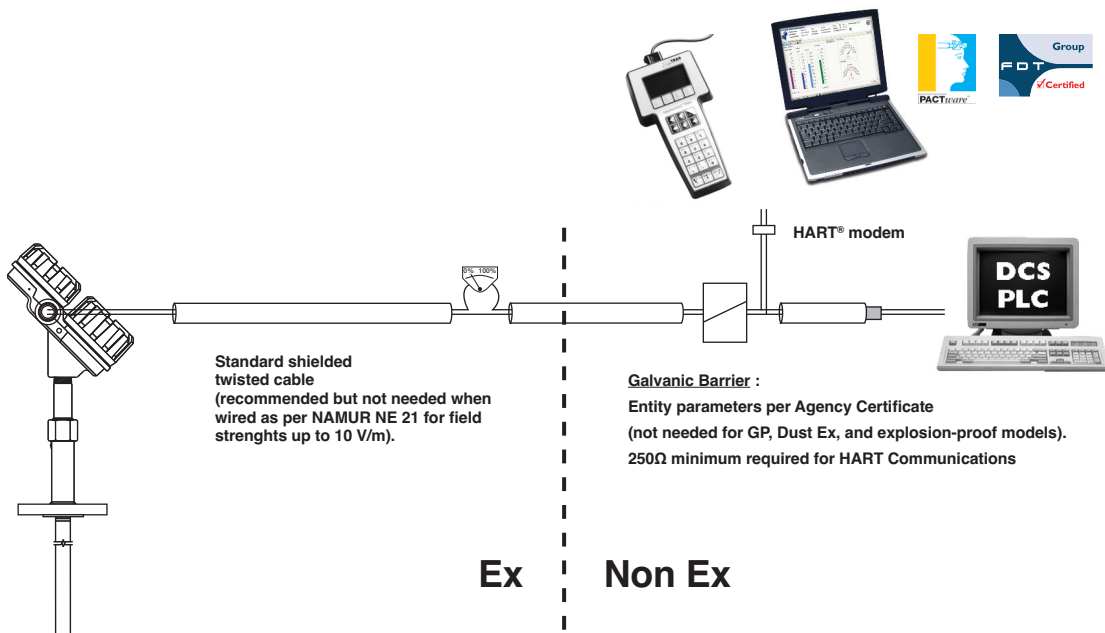 PACTware™
FDT
Group
Certified
HART® modem
0% 100%
DCS
PLC
Standard shielded
twisted cable
(recommended but not needed when
wired as per NAMUR NE 21 for field
strenghts up to 10 V/m).
Galvanic Barrier :
Entity parameters per Agency Certificate
(not needed for GP, Dust Ex, and explosion-proof models).
250Ω minimum required for HART Communications
Ex
Non Ex